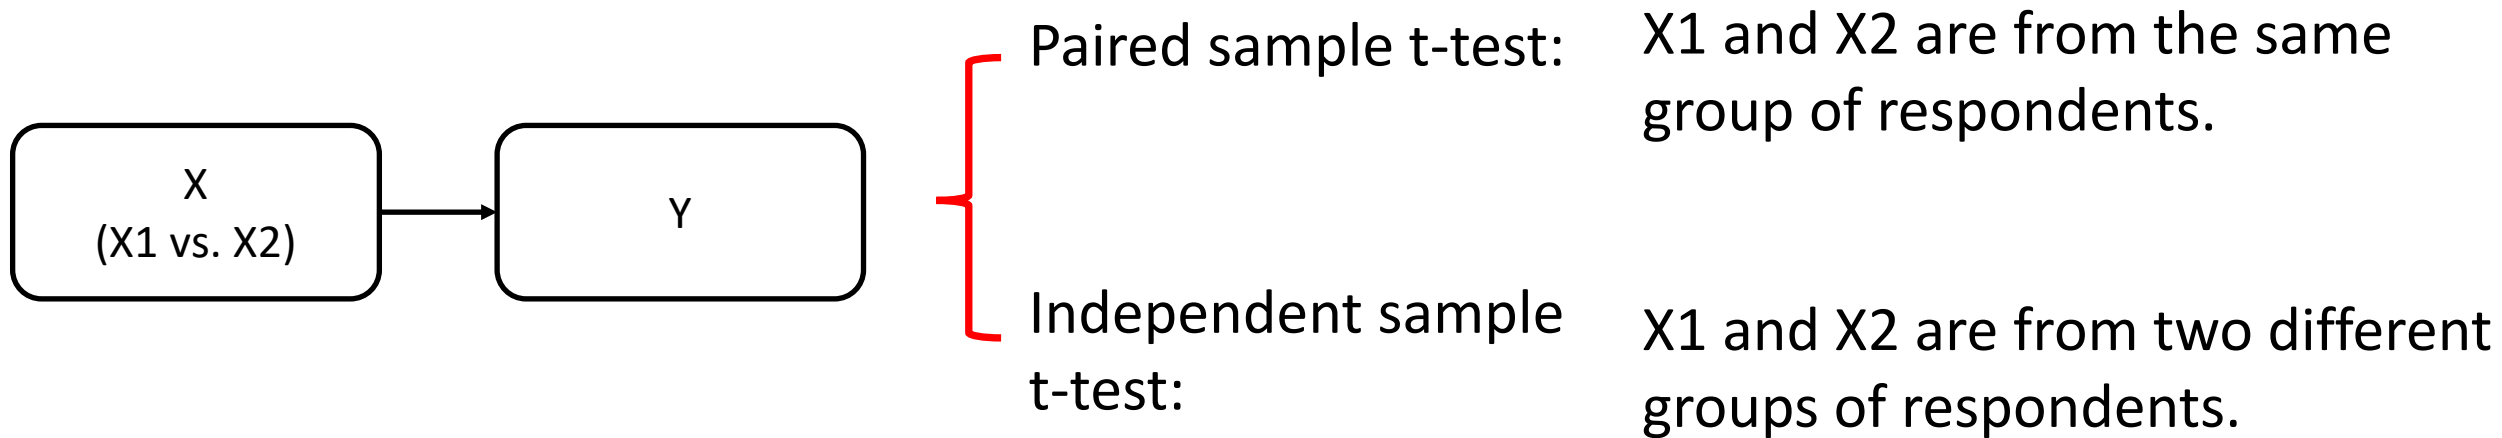 X
(X1 vs. X2)
Y
Paired sample t-test:
X1 and X2 are from the same
group of respondents.
Independent sample
t-test:
X1 and X2 are from two different
groups of respondents.